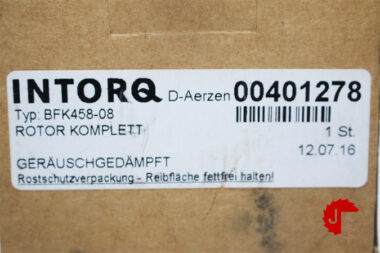 INTORQ D-Aerzen 00401278
Typ: BFK458-08
ROTOR KOMPLETT 1 St.
12.07.16
GERÄUSCHGEDÄMPFT
Rostschutzverpackung - Reibfläche fettfrei halten!